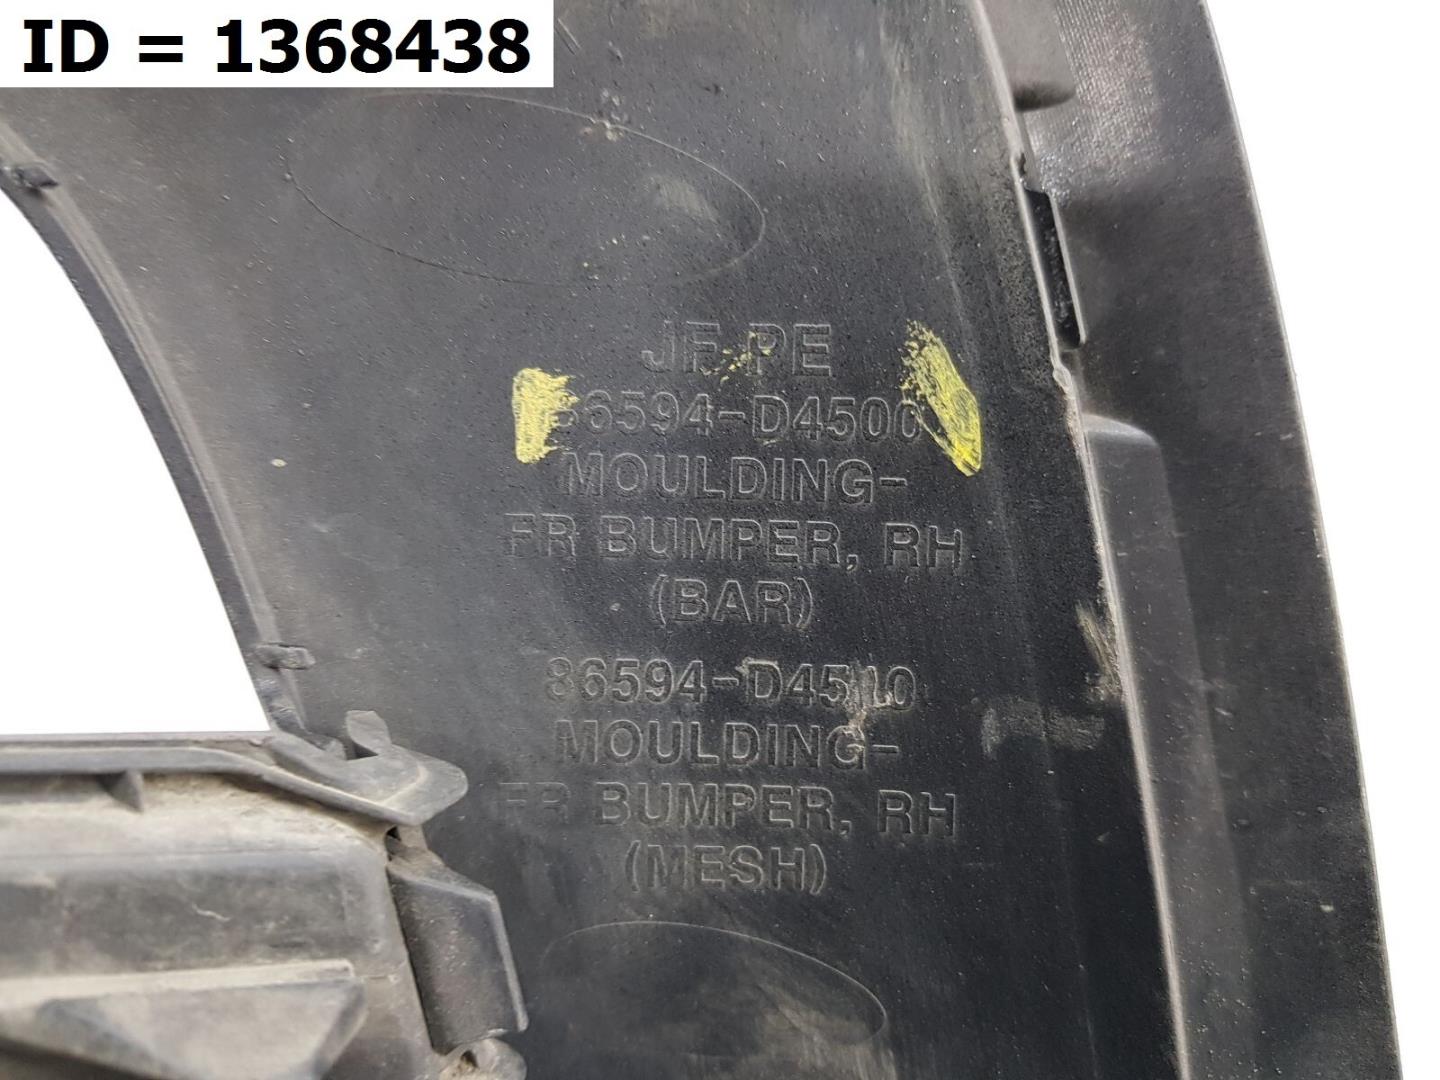 ID = 1368438
JF PE
86594-D4500
MOULDING-
FR BUMPER, RH
(BAR)
86594-D4510
MOULDING-
FR BUMPER, RH
(MESH)